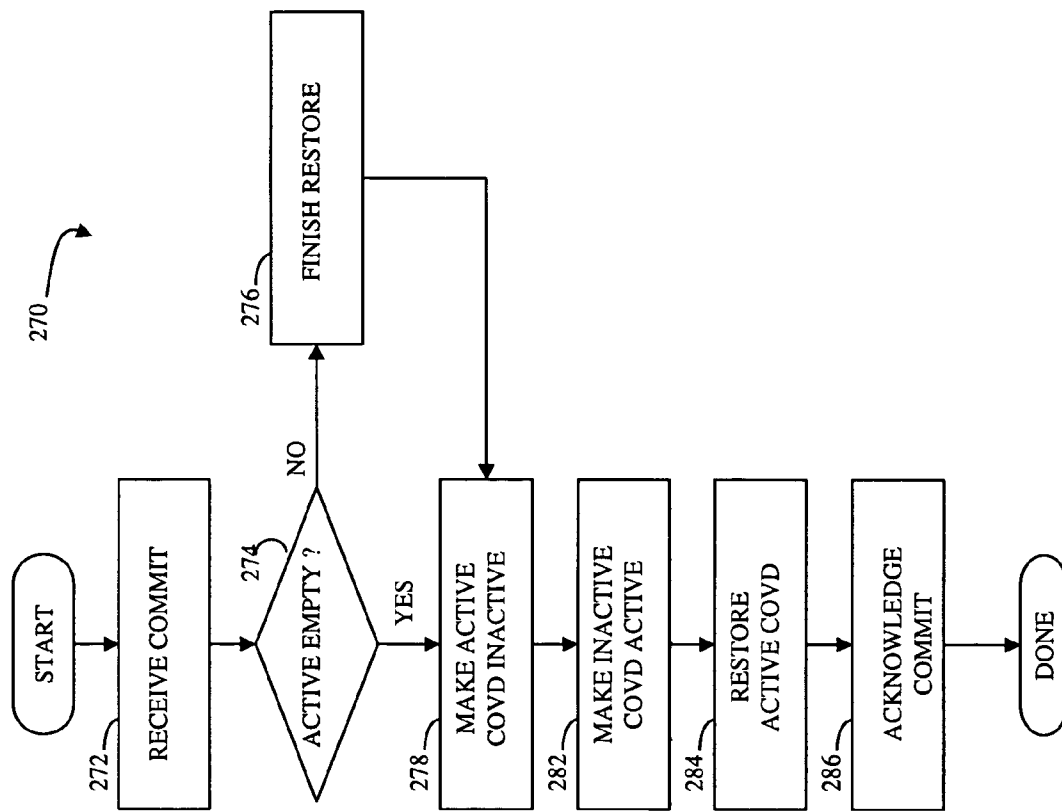 270
START
272
RECEIVE COMMIT
274
ACTIVE EMPTY ?
NO
276
FINISH RESTORE
YES
278
MAKE ACTIVE
COVD INACTIVE
282
MAKE INACTIVE
COVD ACTIVE
284
RESTORE
ACTIVE COVD
286
ACKNOWLEDGE
COMMIT
DONE